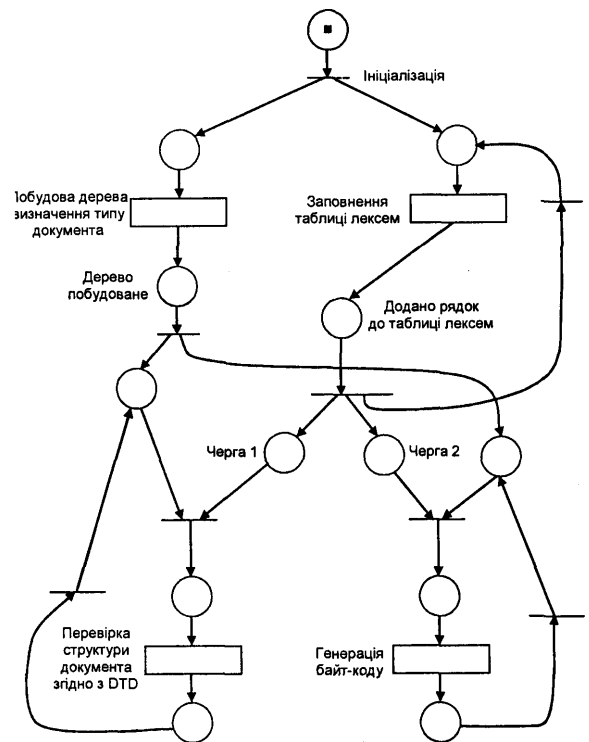 Ініціалізація
Побудова дерева
визначення типу
документа
Заповнення
таблиці лексем
Дерево
побудоване
Додано рядок
до таблиці лексем
Черга 1
Черга 2
Перевірка
структури
документа
згідно з DTD
Генерація
байт-коду